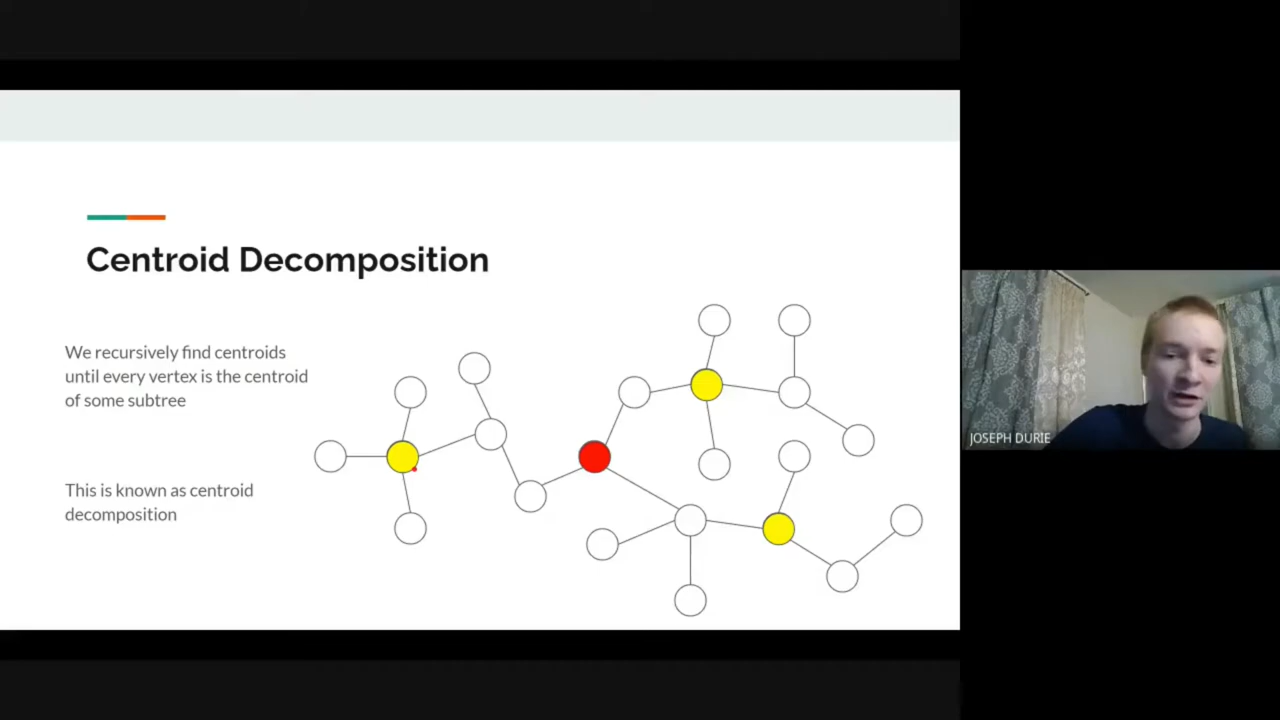 Centroid Decomposition
We recursively find centroids
until every vertex is the centroid
of some subtree
This is known as centroid
decomposition
JOSEPH DURIE